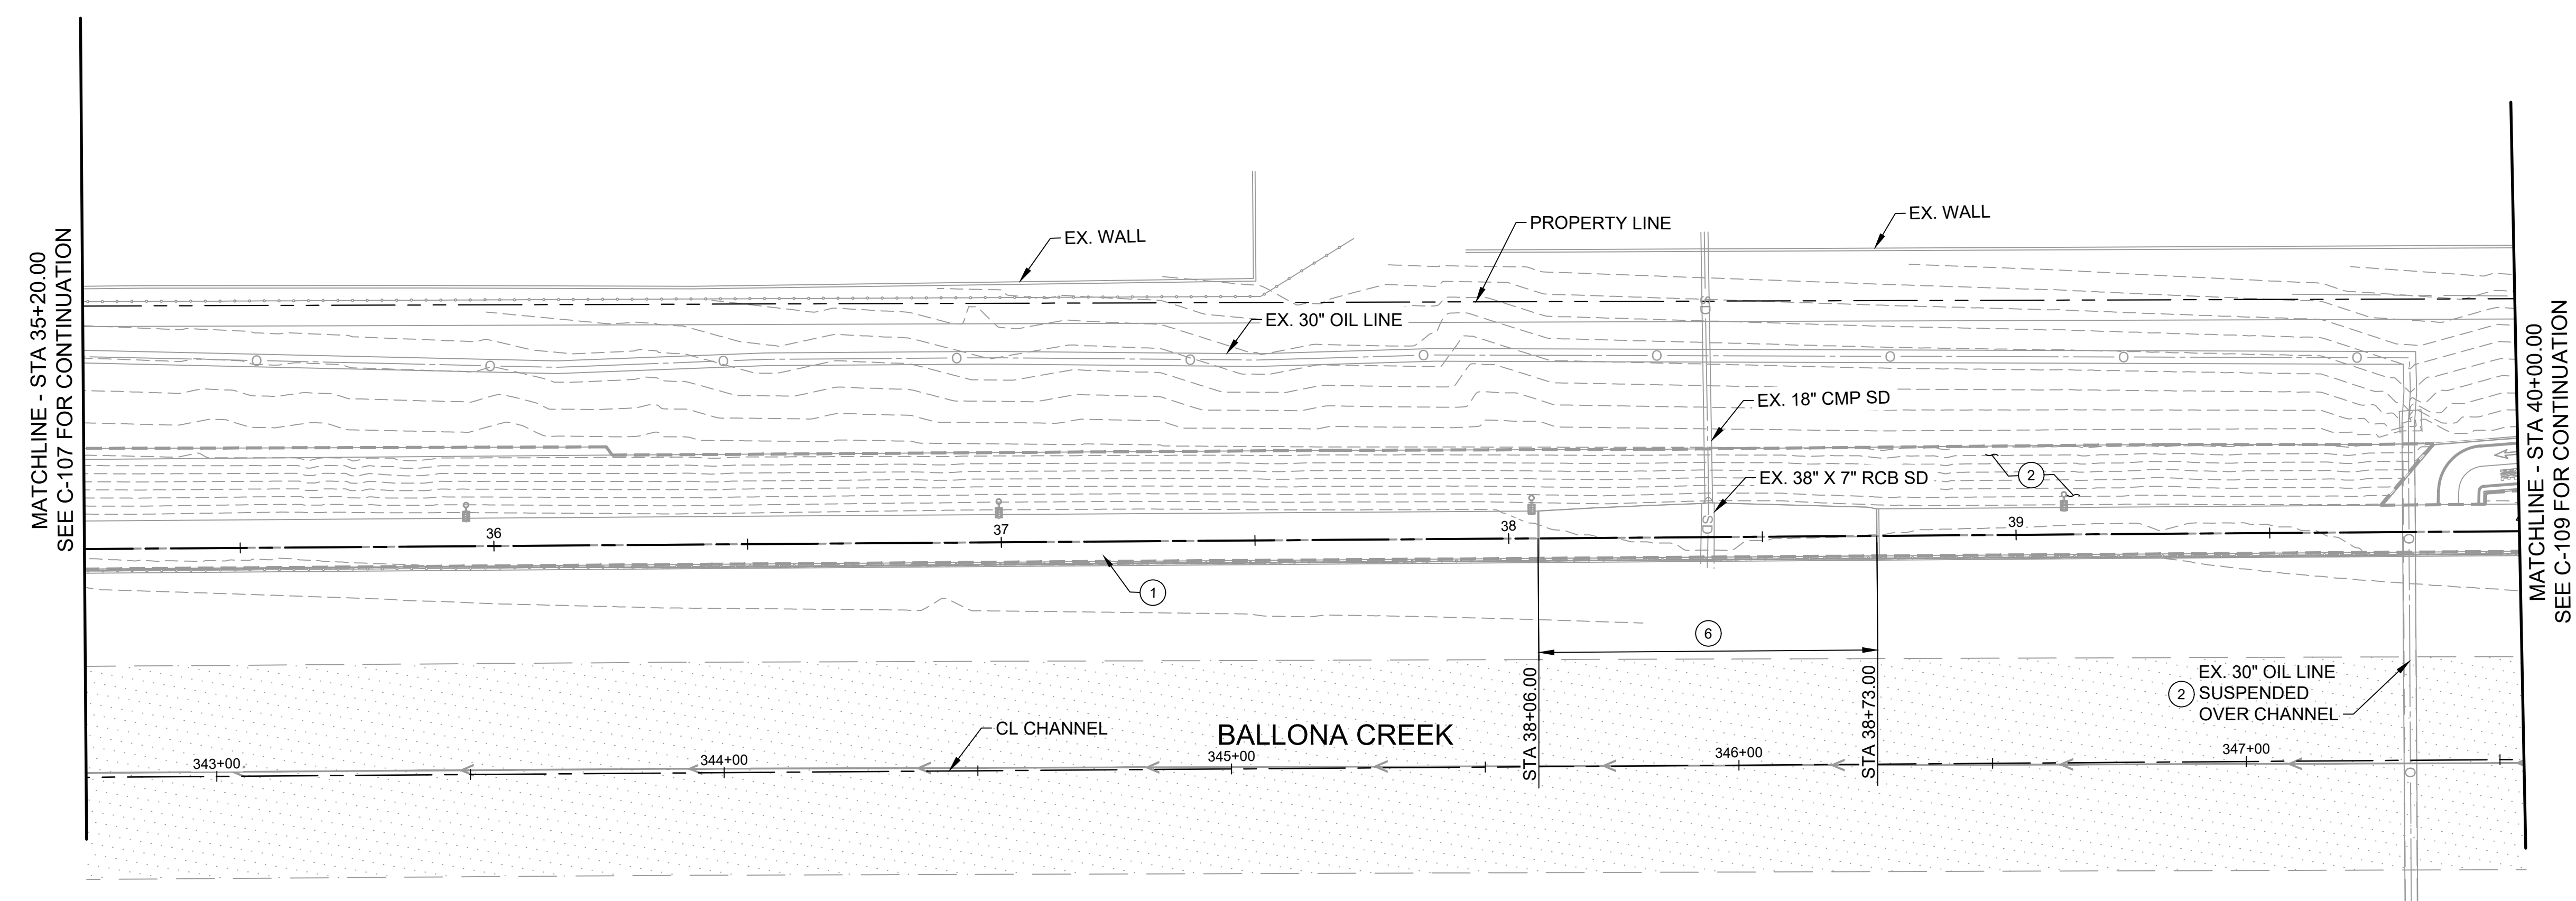 MATCHLINE - STA 35+20.00
SEE C-107 FOR CONTINUATION
EX. WALL
PROPERTY LINE
EX. WALL
EX. 30" OIL LINE
O
O
O
O
O
O
O
O
O
O
SD
EX. 18" CMP SD
EX. 38" X 7" RCB SD
2
SD
36
37
38
39
O
1
6
STA 38+06.00
STA 38+73.00
EX. 30" OIL LINE
2 SUSPENDED
OVER CHANNEL
CL CHANNEL
BALLONA CREEK
343+00
344+00
345+00
346+00
347+00
O
MATCHLINE - STA 40+00.00
SEE C-109 FOR CONTINUATION